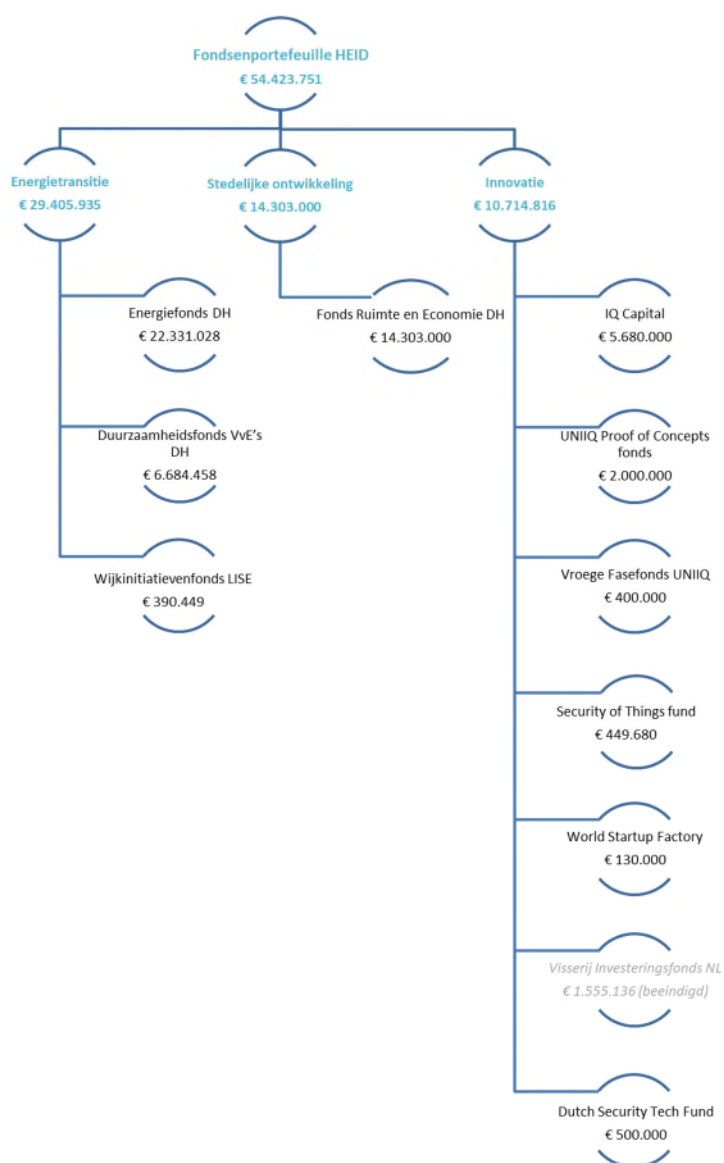 Fondsenportefeuille HEID
€ 54.423.751
Energietransitie
€ 29.405.935
Stedelijke ontwikkeling
€ 14.303.000
Innovatie
€ 10.714.816
Energiefonds DH
€ 22.331.028
Duurzaamheidsfonds VvE's
DH
€ 6.684.458
Wijkinitiatievenfonds LISE
€ 390.449
Fonds Ruimte en Economie DH
€ 14.303.000
IQ Capital
€ 5.680.000
UNIIQ Proof of Concepts
fonds
€ 2.000.000
Vroege Fasefonds UNIIQ
€ 400.000
Security of Things fund
€ 449.680
World Startup Factory
€ 130.000
Visserij Investeringsfonds NL
€ 1.555.136 (beeindigd)
Dutch Security Tech Fund
€ 500.000